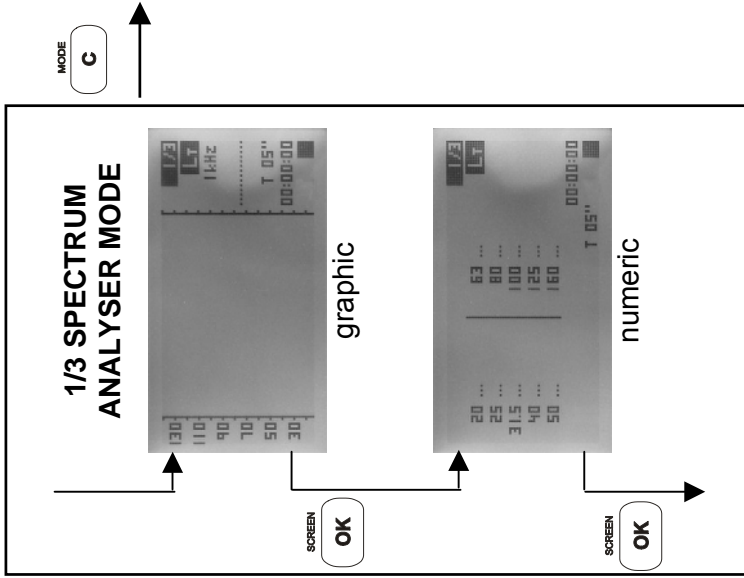 MODE
C
1/3 SPECTRUM
ANALYSER MODE
130
110
90
70
50
30
1/3
LT
1KHZ
T 05"
00:00:00
graphic
SCREEN
OK
1/3
LT
20 ... 63 ...
25 ... 80 ...
31.5 ... 100 ...
40 ... 125 ...
50 ... 160 ...
00:00:00
T 05"
numeric
SCREEN
OK